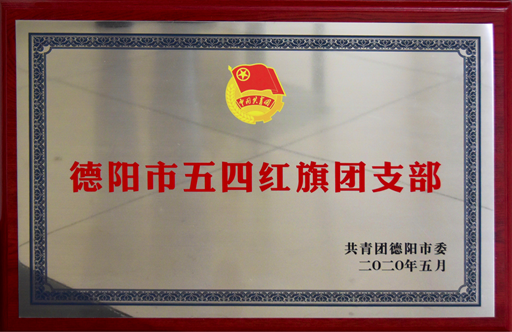 中国共青团
德阳市五四红旗团支部
共青团德阳市委
二〇二〇年五月